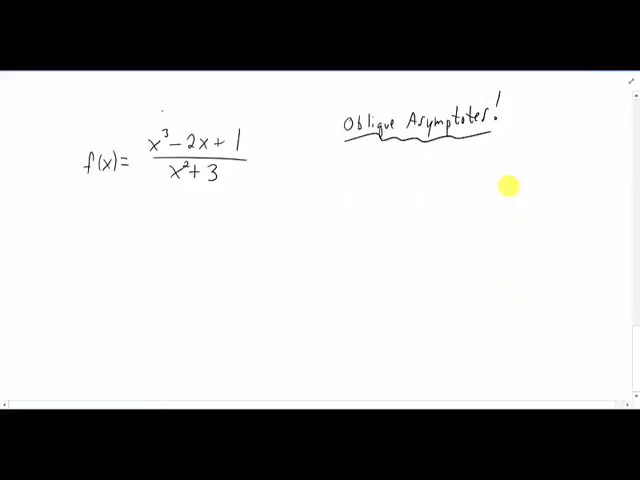 Oblique Asymptotes!
f(x)= x³-2x+1
x²+3